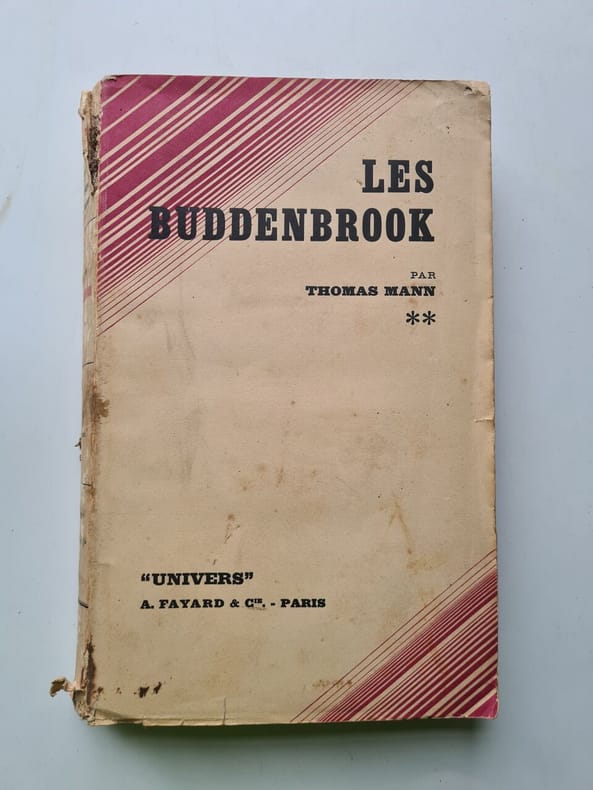 LES
BUDDENBROOK
PAR
THOMAS MANN
**
“UNIVERS”
A. FAYARD & Cie. - PARIS